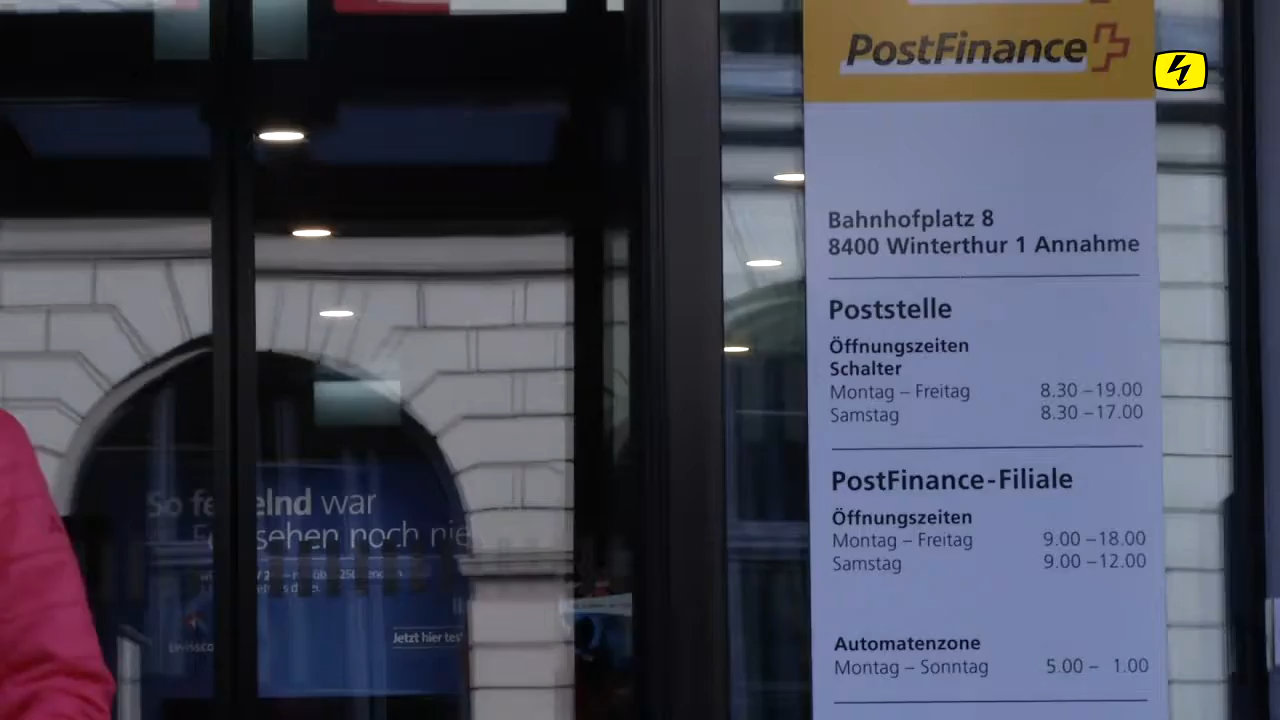 PostFinance
Bahnhofplatz 8
8400 Winterthur 1 Annahme
Poststelle
Öffnungszeiten
Schalter
Montag – Freitag 8.30 – 19.00
Samstag 8.30 – 17.00
PostFinance-Filiale
Öffnungszeiten
Montag – Freitag 9.00 – 18.00
Samstag 9.00 – 12.00
Automatenzone
Montag – Sonntag 5.00 – 1.00
So fe elnd war
sehen noch nie
Jetzt hier tes